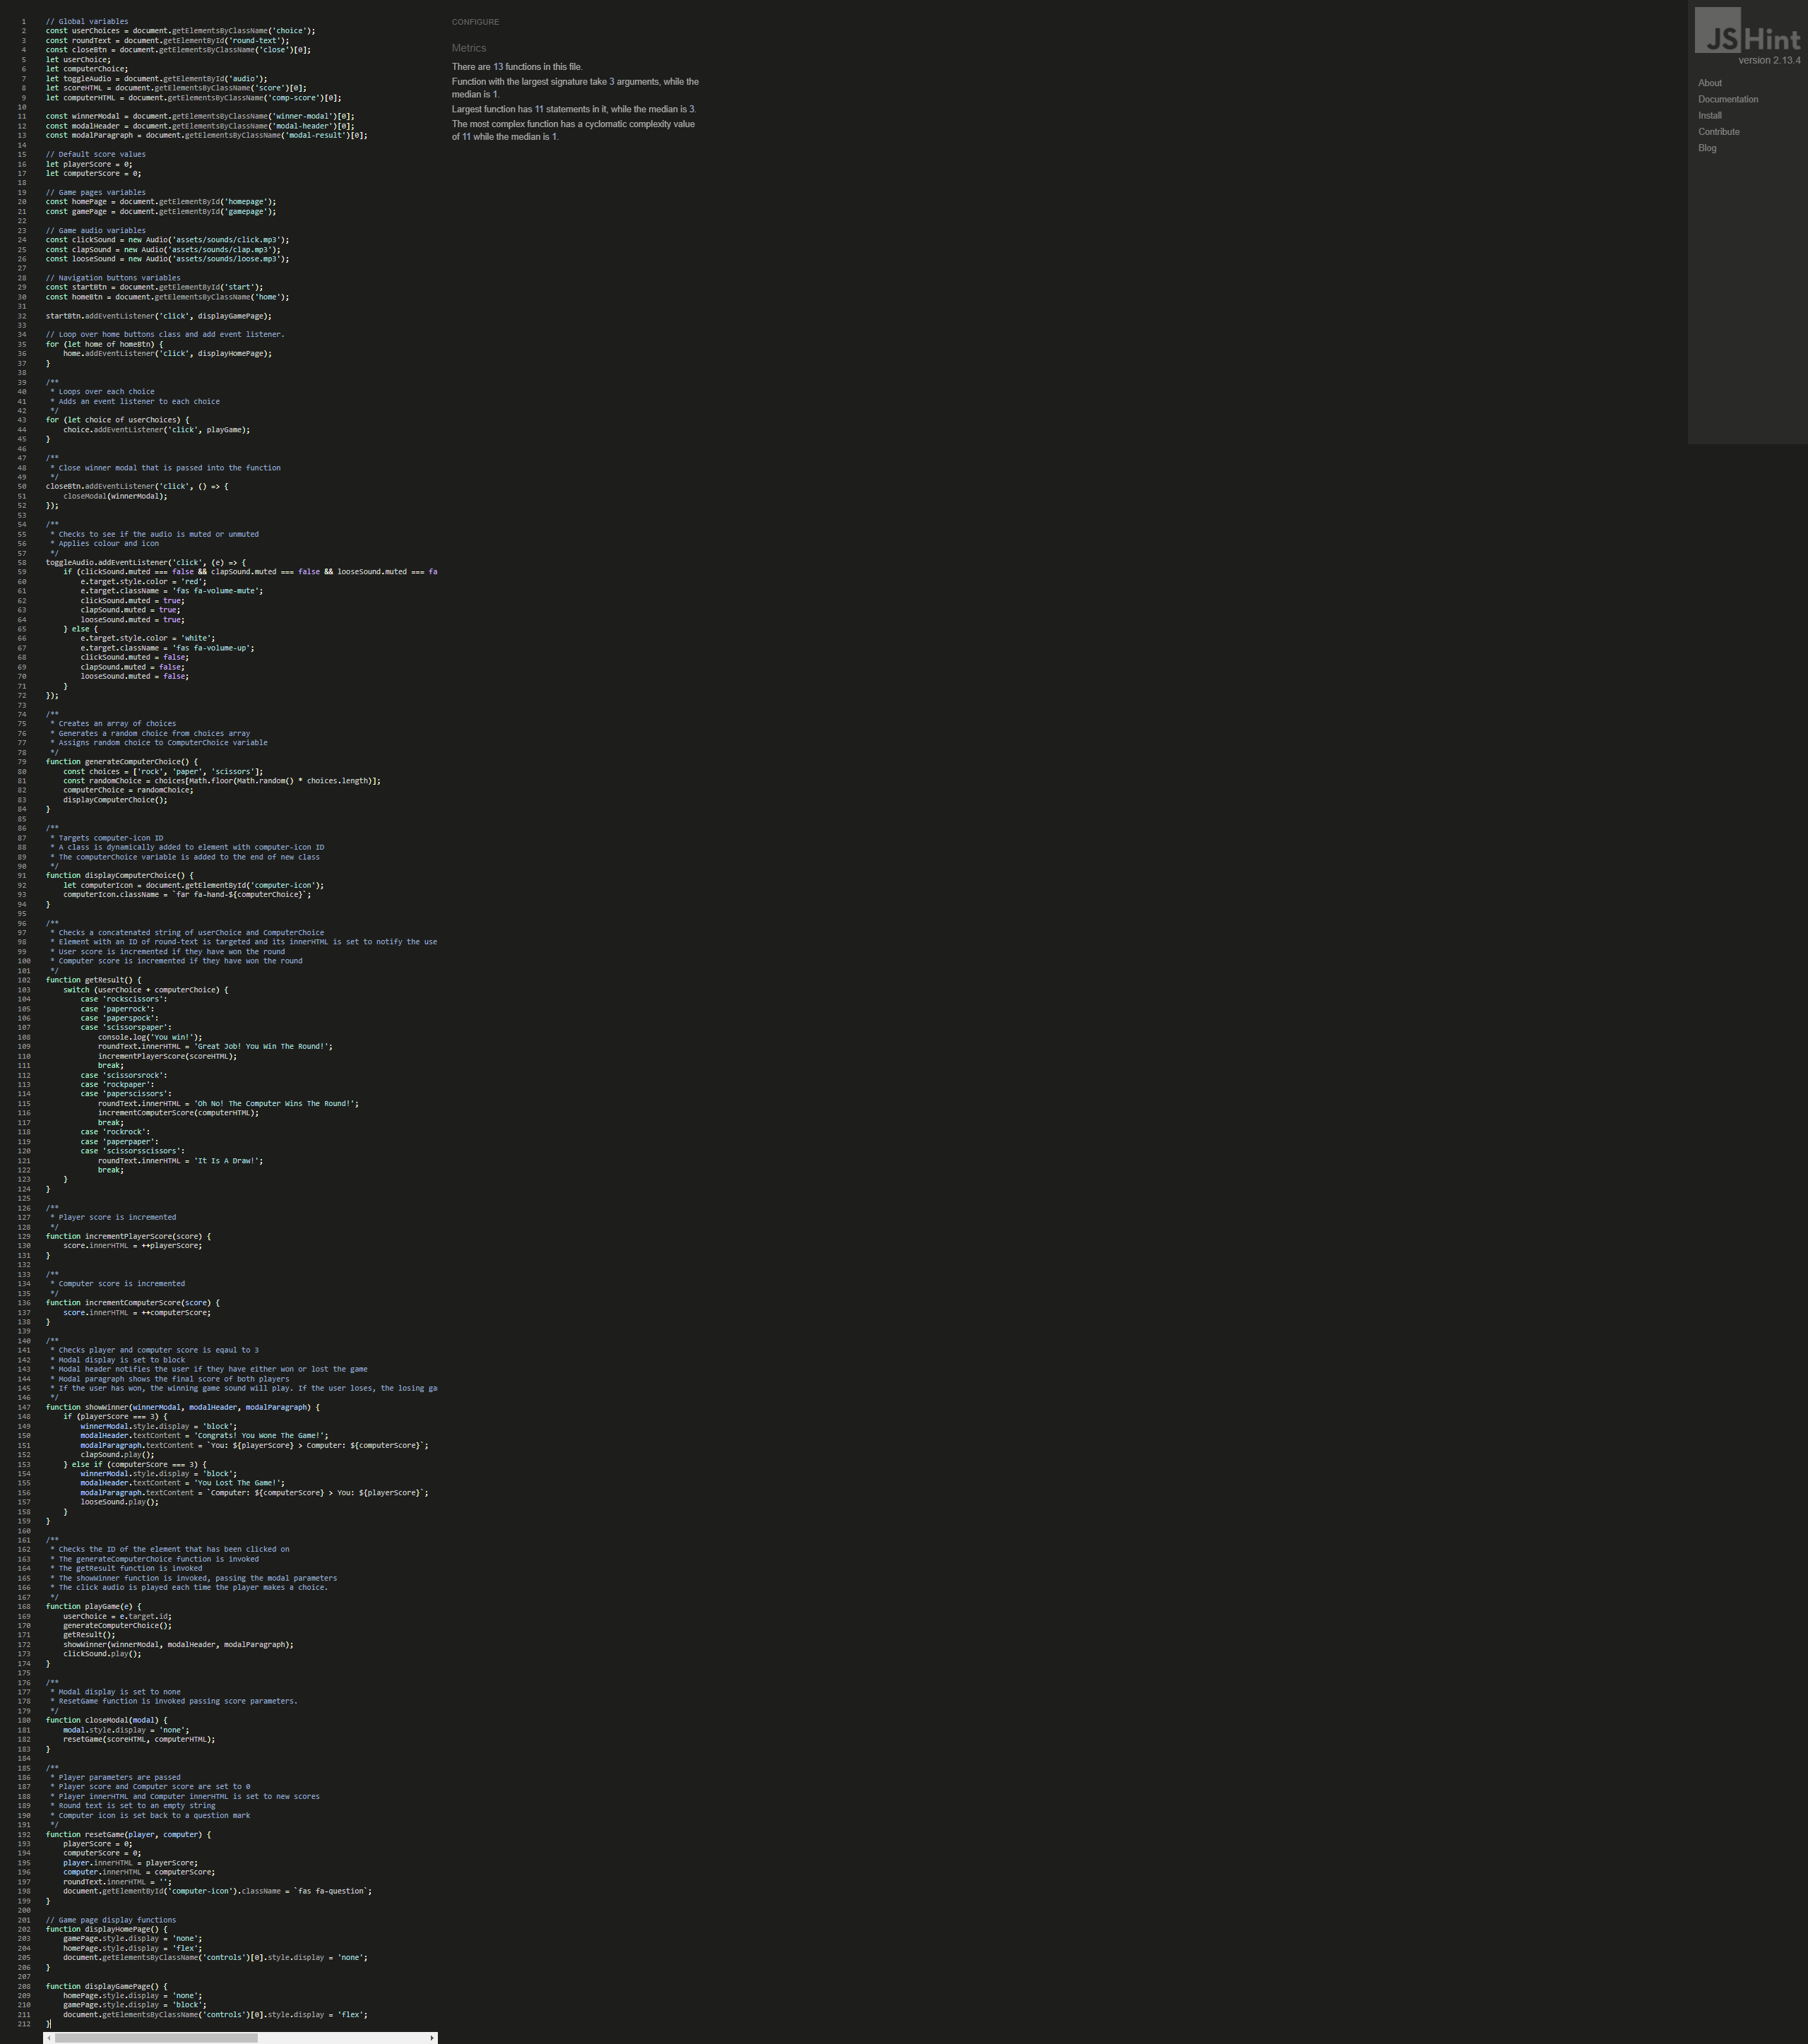 1 // Global variables
2 const userChoices = document.getElementsByClassName('choice');
3 const roundText = document.getElementById('round-text');
4 const closeBtn = document.getElementsByClassName('close')[0];
5 let userChoice;
6 let computerChoice;
7 let toggleAudio = document.getElementById('audio');
8 let scoreHTML = document.getElementsByClassName('score')[0];
9 let computerHTML = document.getElementsByClassName('comp-score')[0];
10
11 const winnerModal = document.getElementsByClassName('winner-modal')[0];
12 const modalHeader = document.getElementsByClassName('modal-header')[0];
13 const modalParagraph = document.getElementsByClassName('modal-result')[0];
14
15 // Default score values
16 let playerScore = 0;
17 let computerScore = 0;
18
19 // Game pages variables
20 const homePage = document.getElementById('homepage');
21 const gamePage = document.getElementById('gamepage');
22
23 // Game audio variables
24 const clickSound = new Audio('assets/sounds/click.mp3');
25 const clapSound = new Audio('assets/sounds/clap.mp3');
26 const looseSound = new Audio('assets/sounds/loose.mp3');
27
28 // Navigation buttons variables
29 const startBtn = document.getElementById('start');
30 const homeBtn = document.getElementsByClassName('home');
31
32 startBtn.addEventListener('click', displayGamePage);
33
34 // Loop over home buttons class and add event listener.
35 for (let home of homeBtn) {
36 home.addEventListener('click', displayHomePage);
37 }
38
39 /**
40 * Loops over each choice
41 * Adds an event listener to each choice
42 */
43 for (let choice of userChoices) {
44 choice.addEventListener('click', playGame);
45 }
46
47 /**
48 * Close winner modal that is passed into the function
49 */
50 closeBtn.addEventListener('click', () => {
51 closeModal(winnerModal);
52 });
53
54 /**
55 * Checks to see if the audio is muted or unmuted
56 * Applies colour and icon
57 */
58 toggleAudio.addEventListener('click', (e) => {
59 if (clickSound.muted === false && clapSound.muted === false && looseSound.muted === fa
60 e.target.style.color = 'red';
61 e.target.className = 'fas fa-volume-mute';
62 clickSound.muted = true;
63 clapSound.muted = true;
64 looseSound.muted = true;
65 } else {
66 e.target.style.color = 'white';
67 e.target.className = 'fas fa-volume-up';
68 clickSound.muted = false;
69 clapSound.muted = false;
70 looseSound.muted = false;
71 }
72 });
73
74 /**
75 * Creates an array of choices
76 * Generates a random choice from choices array
77 * Assigns random choice to ComputerChoice variable
78 */
79 function generateComputerChoice() {
80 const choices = ['rock', 'paper', 'scissors'];
81 const randomChoice = choices[Math.floor(Math.random() * choices.length)];
82 computerChoice = randomChoice;
83 displayComputerChoice();
84 }
85
86 /**
87 * Targets computer-icon ID
88 * A class is dynamically added to element with computer-icon ID
89 * The computerChoice variable is added to the end of new class
90 */
91 function displayComputerChoice() {
92 let computerIcon = document.getElementById('computer-icon');
93 computerIcon.className = `far fa-hand-${computerChoice}`;
94 }
95
96 /**
97 * Checks a concatenated string of userChoice and ComputerChoice
98 * Element with an ID of round-text is targeted and its innerHTML is set to notify the use
99 * User score is incremented if they have won the round
100 * Computer score is incremented if they have won the round
101 */
102 function getResult() {
103 switch (userChoice + computerChoice) {
104 case 'rockscissors':
105 case 'paperrock':
106 case 'paperspock':
107 case 'scissorspaper':
108 console.log('You win!');
109 roundText.innerHTML = 'Great Job! You Win The Round!';
110 incrementPlayerScore(scoreHTML);
111 break;
112 case 'scissorsrock':
113 case 'rockpaper':
114 case 'paperscissors':
115 roundText.innerHTML = 'Oh No! The Computer Wins The Round!';
116 incrementComputerScore(computerHTML);
117 break;
118 case 'rockrock':
119 case 'paperpaper':
120 case 'scissorsscissors':
121 roundText.innerHTML = 'It Is A Draw!';
122 break;
123 }
124 }
125
126 /**
127 * Player score is incremented
128 */
129 function incrementPlayerScore(score) {
130 score.innerHTML = ++playerScore;
131 }
132
133 /**
134 * Computer score is incremented
135 */
136 function incrementComputerScore(score) {
137 score.innerHTML = ++computerScore;
138 }
139
140 /**
141 * Checks player and computer score is eqaul to 3
142 * Modal display is set to block
143 * Modal header notifies the user if they have either won or lost the game
144 * Modal paragraph shows the final score of both players
145 * If the user has won, the winning game sound will play. If the user loses, the losing ga
146 */
147 function showWinner(winnerModal, modalHeader, modalParagraph) {
148 if (playerScore === 3) {
149 winnerModal.style.display = 'block';
150 modalHeader.textContent = 'Congrats! You Wone The Game!';
151 modalParagraph.textContent = `You: ${playerScore} > Computer: ${computerScore}`;
152 clapSound.play();
153 } else if (computerScore === 3) {
154 winnerModal.style.display = 'block';
155 modalHeader.textContent = 'You Lost The Game!';
156 modalParagraph.textContent = `Computer: ${computerScore} > You: ${playerScore}`;
157 looseSound.play();
158 }
159 }
160
161 /**
162 * Checks the ID of the element that has been clicked on
163 * The generateComputerChoice function is invoked
164 * The getResult function is invoked
165 * The showWinner function is invoked, passing the modal parameters
166 * The click audio is played each time the player makes a choice.
167 */
168 function playGame(e) {
169 userChoice = e.target.id;
170 generateComputerChoice();
171 getResult();
172 showWinner(winnerModal, modalHeader, modalParagraph);
173 clickSound.play();
174 }
175
176 /**
177 * Modal display is set to none
178 * ResetGame function is invoked passing score parameters.
179 */
180 function closeModal(modal) {
181 modal.style.display = 'none';
182 resetGame(scoreHTML, computerHTML);
183 }
184
185 /**
186 * Player parameters are passed
187 * Player score and Computer score are set to 0
188 * Player innerHTML and Computer innerHTML is set to new scores
189 * Round text is set to an empty string
190 * Computer icon is set back to a question mark
191 */
192 function resetGame(player, computer) {
193 playerScore = 0;
194 computerScore = 0;
195 player.innerHTML = playerScore;
196 computer.innerHTML = computerScore;
197 roundText.innerHTML = '';
198 document.getElementById('computer-icon').className = `fas fa-question`;
199 }
200
201 // Game page display functions
202 function displayHomePage() {
203 gamePage.style.display = 'none';
204 homePage.style.display = 'flex';
205 document.getElementsByClassName('controls')[0].style.display = 'none';
206 }
207
208 function displayGamePage() {
209 homePage.style.display = 'none';
210 gamePage.style.display = 'block';
211 document.getElementsByClassName('controls')[0].style.display = 'flex';
212 }
CONFIGURE
Metrics
There are 13 functions in this file.
Function with the largest signature take 3 arguments, while the
median is 1.
Largest function has 11 statements in it, while the median is 3.
The most complex function has a cyclomatic complexity value
of 11 while the median is 1.
JSHint
version 2.13.4
About
Documentation
Install
Contribute
Blog